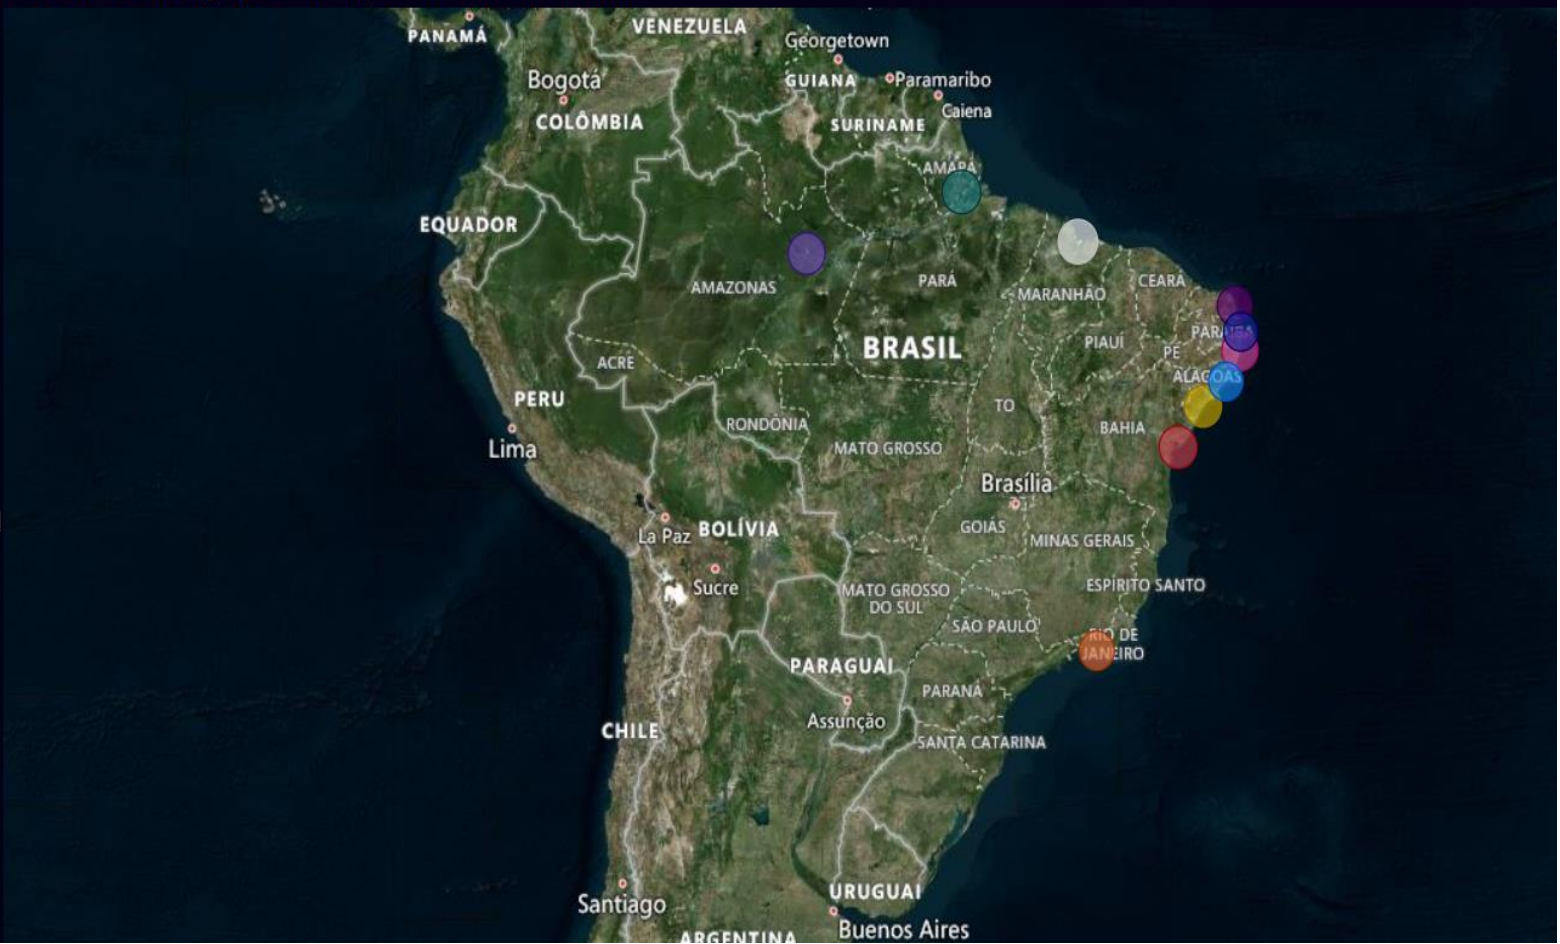 VENEZUELA
PANAMÁ
Georgetown
Bogotá
GUIANA
Paramaribo
Caiena
COLÔMBIA
SURINAME
AMAPÁ
EQUADOR
AMAZONAS
PARÁ
MARANHÃO
CEARÁ
PARAÍBA
PIAUÍ
BRASIL
PE
ACRE
ALAGOAS
PERU
TO
RONDÔNIA
BAHIA
Lima
MATO GROSSO
Brasília
La Paz
BOLÍVIA
GOIÁS
MINAS GERAIS
Sucre
MATO GROSSO
DO SUL
ESPÍRITO SANTO
SÃO PAULO
RIO DE
JANEIRO
PARAGUAI
PARANÁ
Assunção
CHILE
SANTA CATARINA
URUGUAI
Santiago
Buenos Aires
ARGENTINA